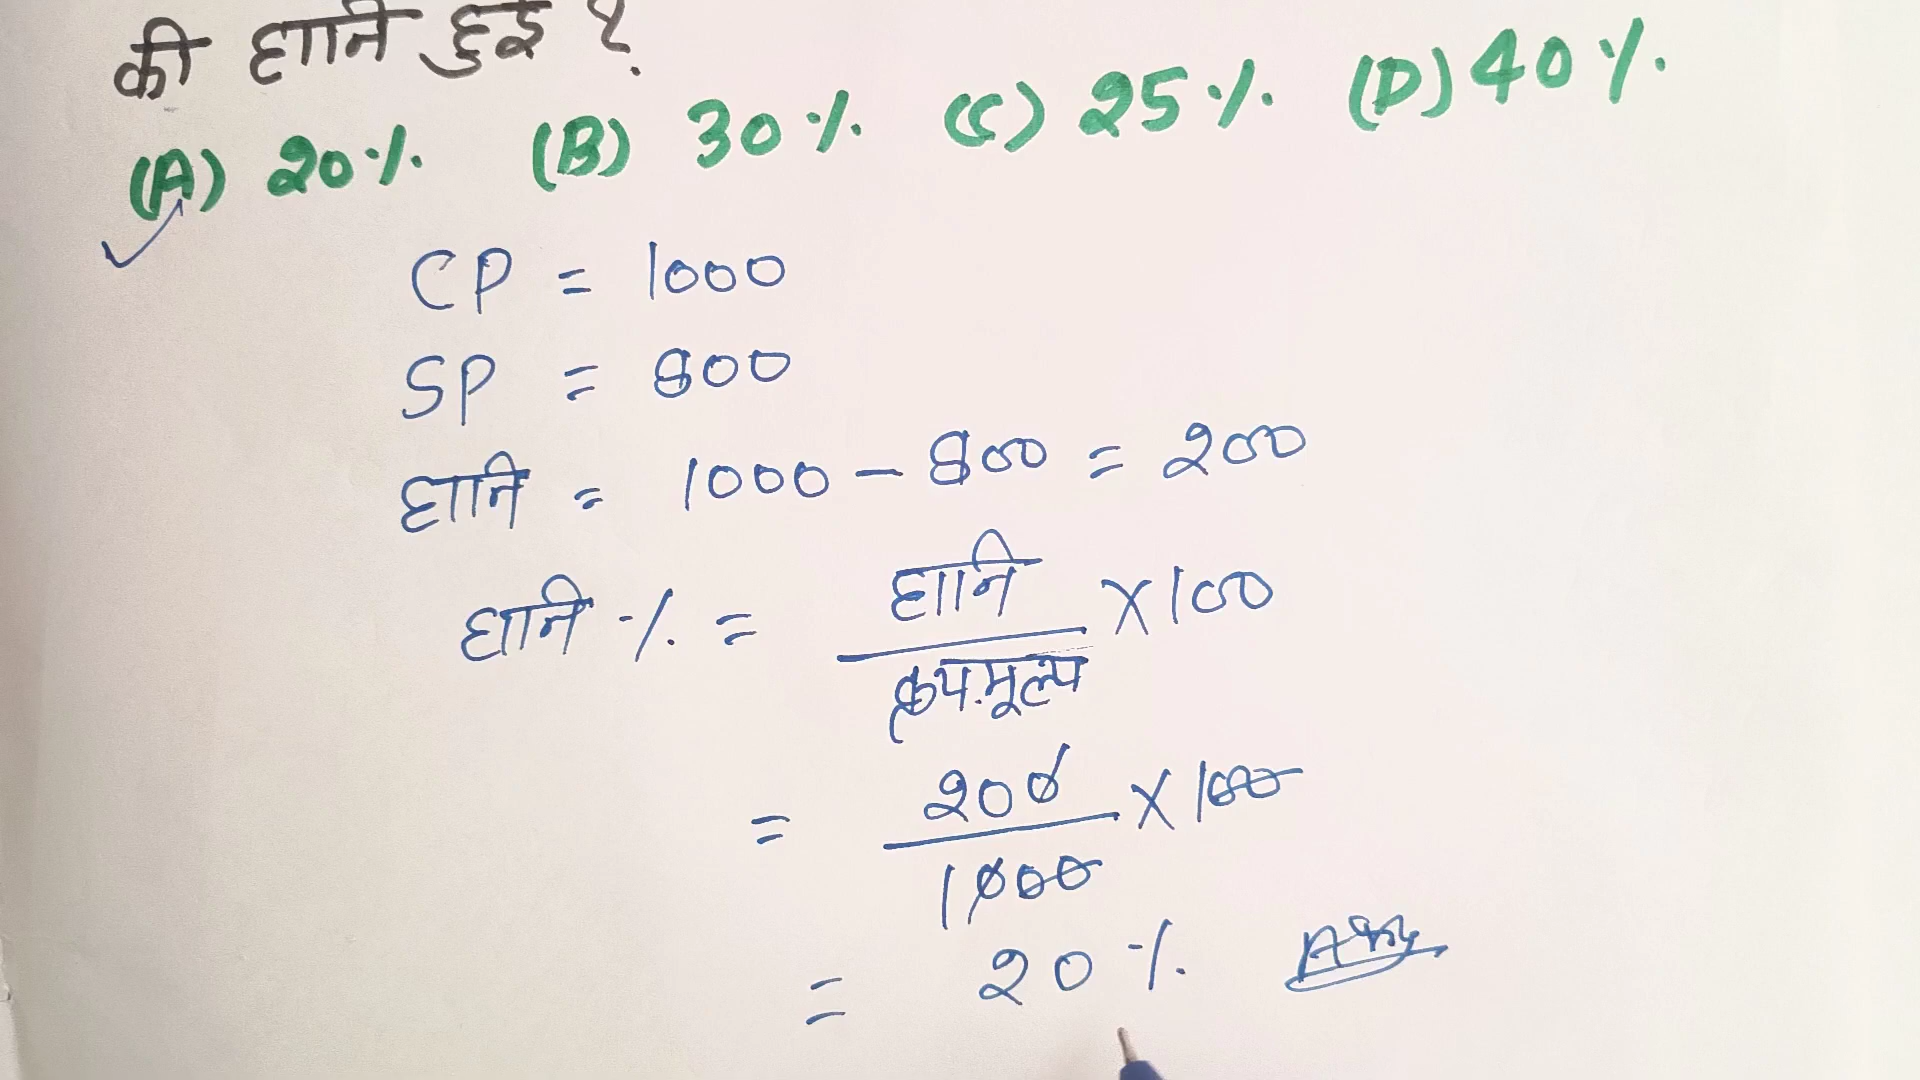 की हानि हुई ?
(A) 20% (B) 30% (C) 25% (D) 40%
CP = 1000
SP = 800
हानि = 1000 - 800 = 200
हानि % = हानि / क्रय मूल्य × 100
= 200 / 1000 × 100
= 20 % Ans